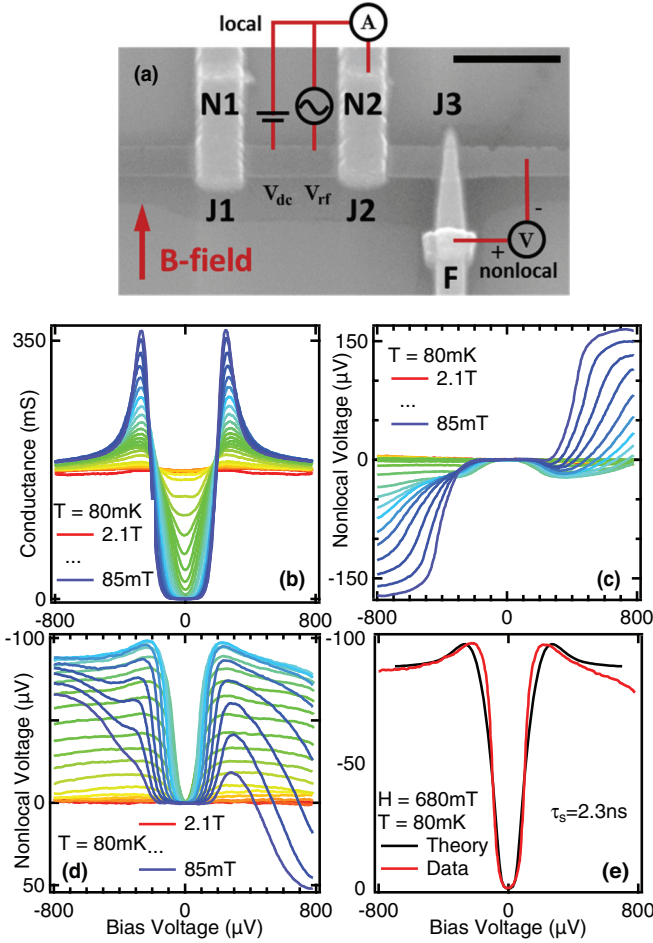 local
A
(a)
N1
N2
J3
J1
Vdc
Vrf
J2
-
B-field
+
V
nonlocal
F
350
T = 80mK
2.1T
...
85mT
Conductance (mS)
0
(b)
-800
0
800
150
T = 80mK
2.1T
...
85mT
Nonlocal Voltage (µV)
0
-150
(c)
-800
0
800
-100
Nonlocal Voltage (µV)
-50
0
2.1T
T = 80mK...
85mT
(d)
50
-800
0
800
Bias Voltage (µV)
-100
-50
H = 680mT
T = 80mK
Theory
Data
τs=2.3ns
(e)
0
-800
0
800
Bias Voltage (µV)